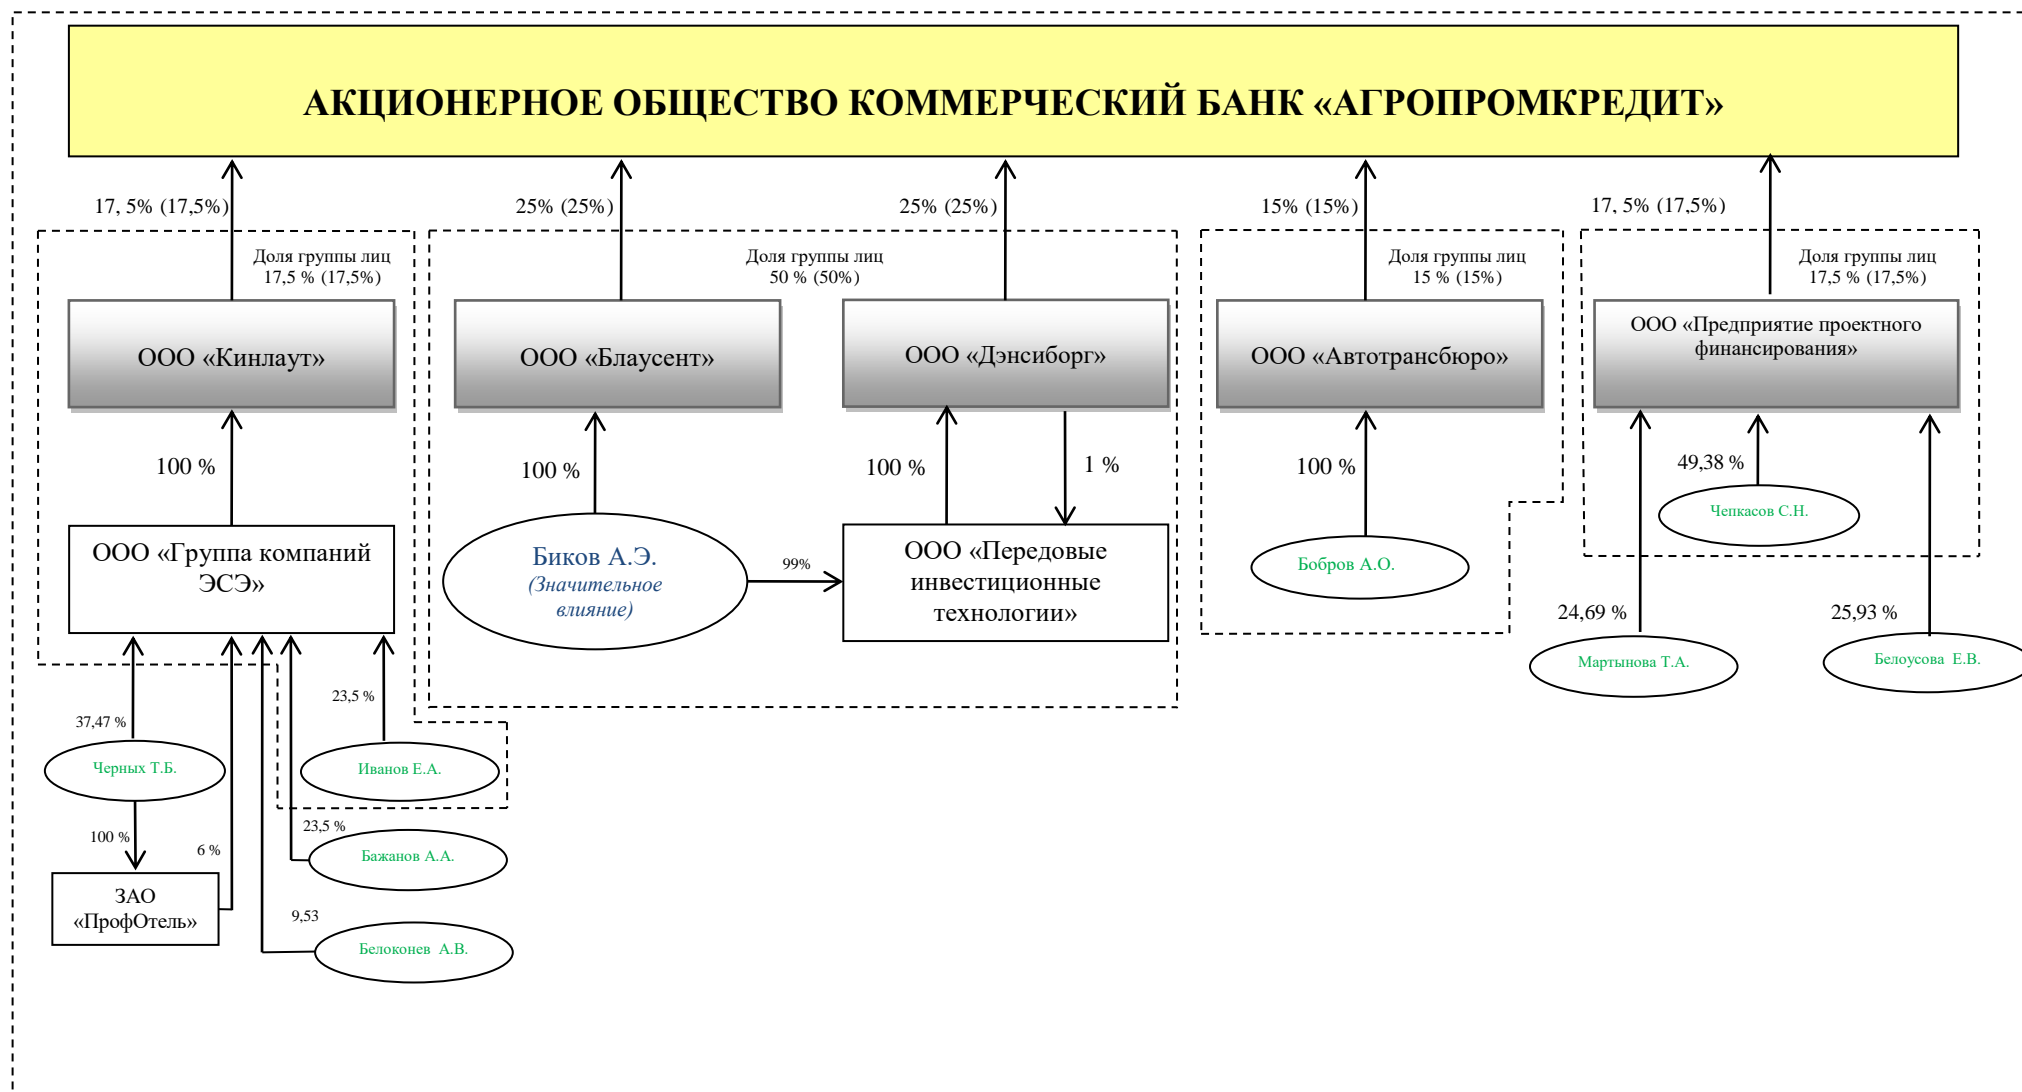 АКЦИОНЕРНОЕ ОБЩЕСТВО КОММЕРЧЕСКИЙ БАНК «АГРОПРОМКРЕДИТ»
17, 5% (17,5%)
25% (25%)
25% (25%)
15% (15%)
17, 5% (17,5%)
Доля группы лиц
17,5 % (17,5%)
Доля группы лиц
50 % (50%)
Доля группы лиц
15 % (15%)
Доля группы лиц
17,5 % (17,5%)
ООО «Кинлаут»
ООО «Блаусент»
ООО «Дэнсиборг»
ООО «Автотрансбюро»
ООО «Предприятие проектного
финансирования»
100 %
100 %
100 %
1 %
100 %
49,38 %
Чепкасов С.Н.
ООО «Группа компаний
ЭСЭ»
Биков А.Э.
(Значительное
влияние)
99%
ООО «Передовые
инвестиционные
технологии»
Бобров А.О.
24,69 %
25,93 %
Мартынова Т.А.
Белоусова Е.В.
37,47 %
23,5 %
Черных Т.Б.
Иванов Е.А.
100 %
6 %
23,5 %
Бажанов А.А.
ЗАО
«ПрофОтель»
9,53
Белоконев А.В.